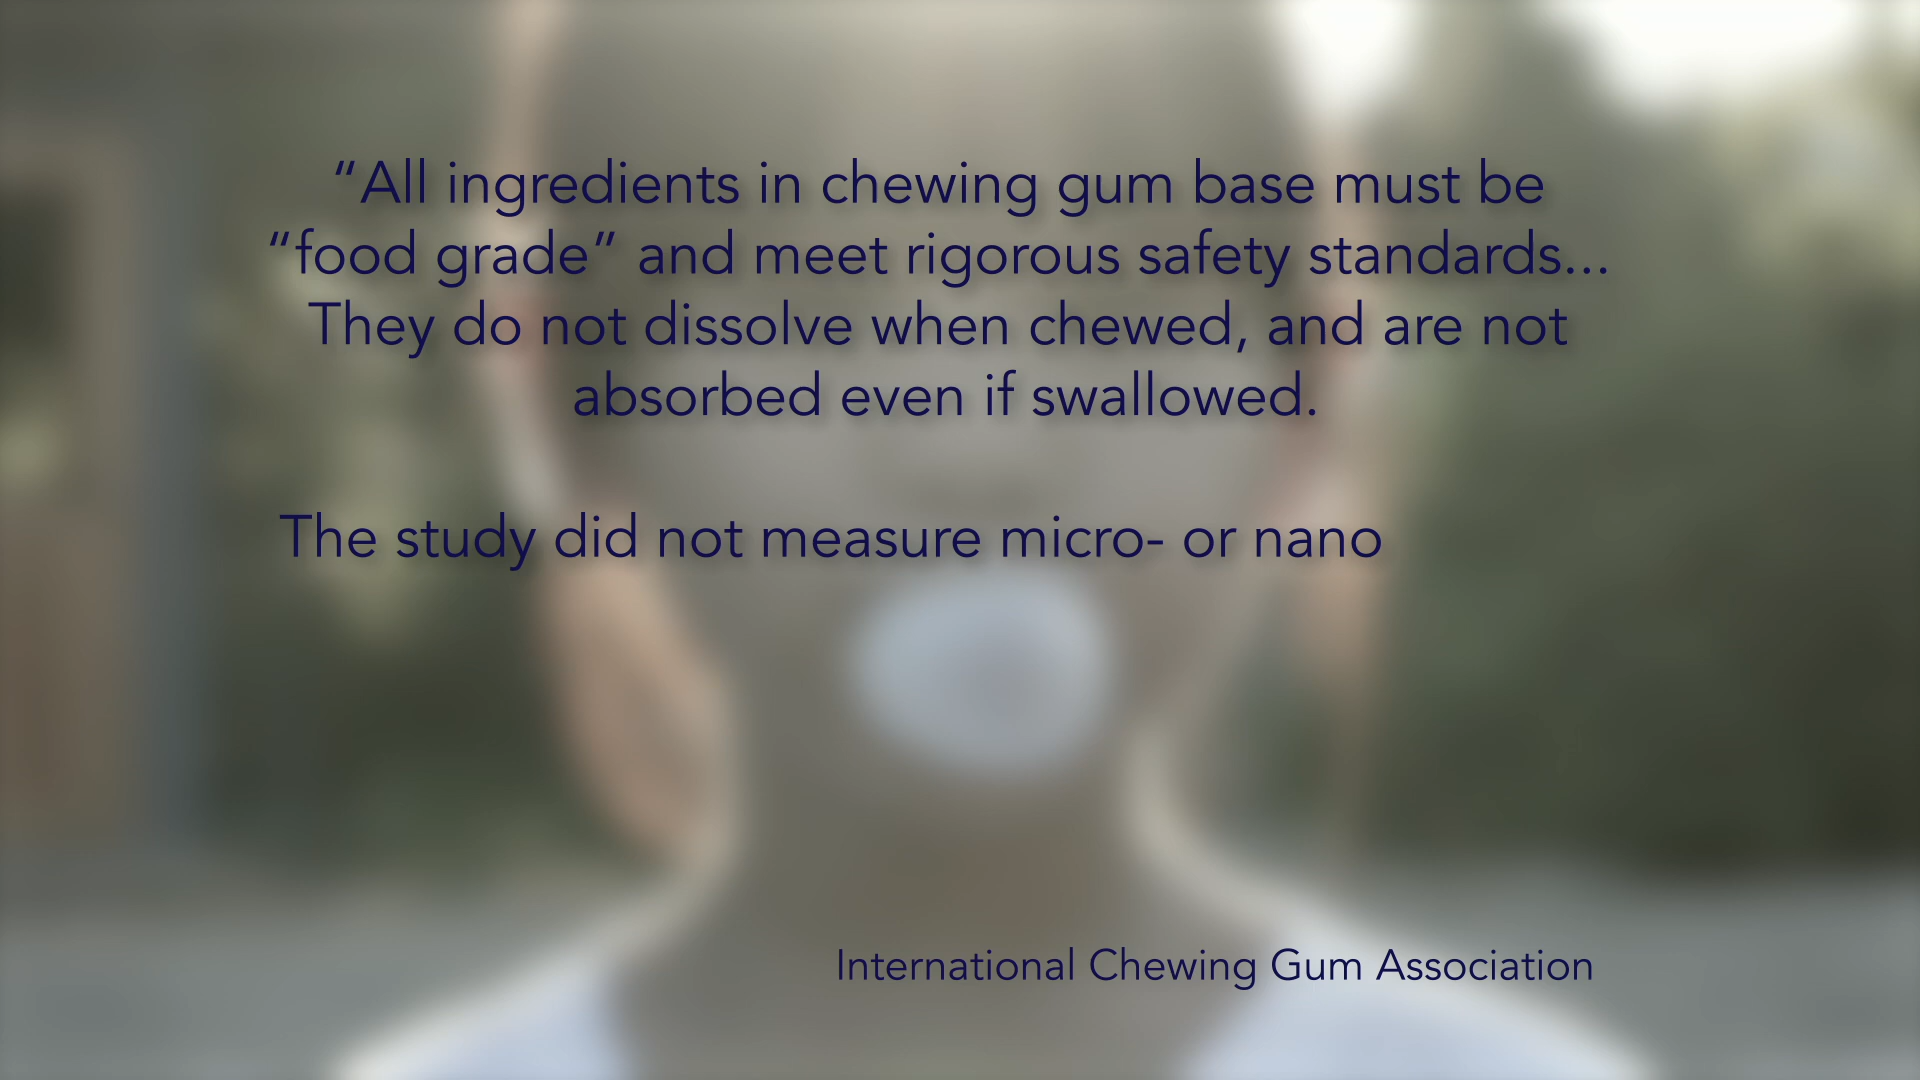 “All ingredients in chewing gum base must be
“food grade” and meet rigorous safety standards...
They do not dissolve when chewed, and are not
absorbed even if swallowed.
The study did not measure micro- or nano
International Chewing Gum Association